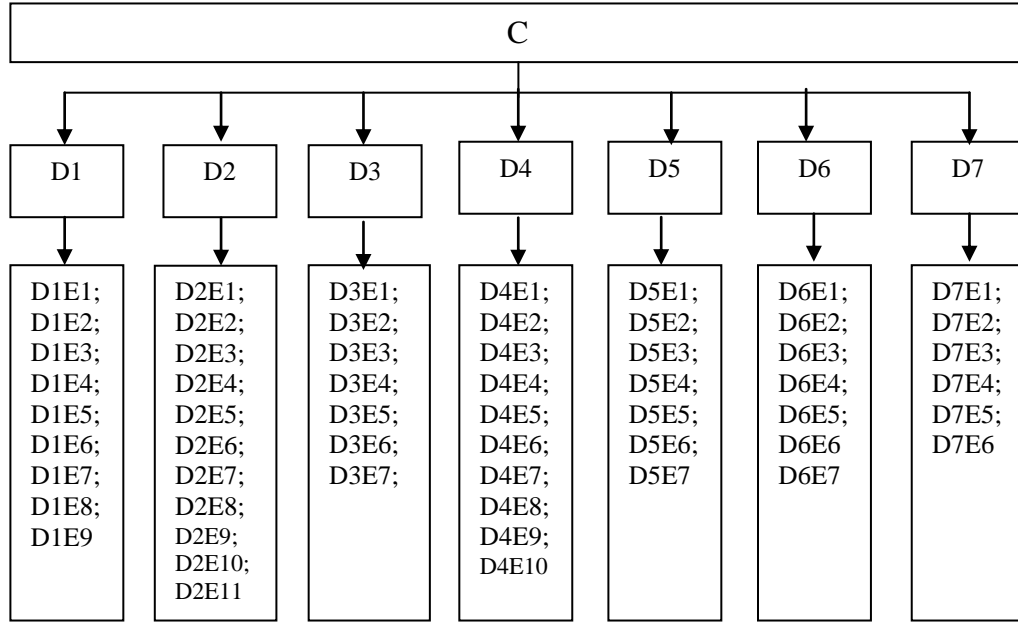 C
D1
D2
D3
D4
D5
D6
D7
D1E1;
D1E2;
D1E3;
D1E4;
D1E5;
D1E6;
D1E7;
D1E8;
D1E9
D2E1;
D2E2;
D2E3;
D2E4;
D2E5;
D2E6;
D2E7;
D2E8;
D2E9;
D2E10;
D2E11
D3E1;
D3E2;
D3E3;
D3E4;
D3E5;
D3E6;
D3E7;
D4E1;
D4E2;
D4E3;
D4E4;
D4E5;
D4E6;
D4E7;
D4E8;
D4E9;
D4E10
D5E1;
D5E2;
D5E3;
D5E4;
D5E5;
D5E6;
D5E7
D6E1;
D6E2;
D6E3;
D6E4;
D6E5;
D6E6
D6E7
D7E1;
D7E2;
D7E3;
D7E4;
D7E5;
D7E6